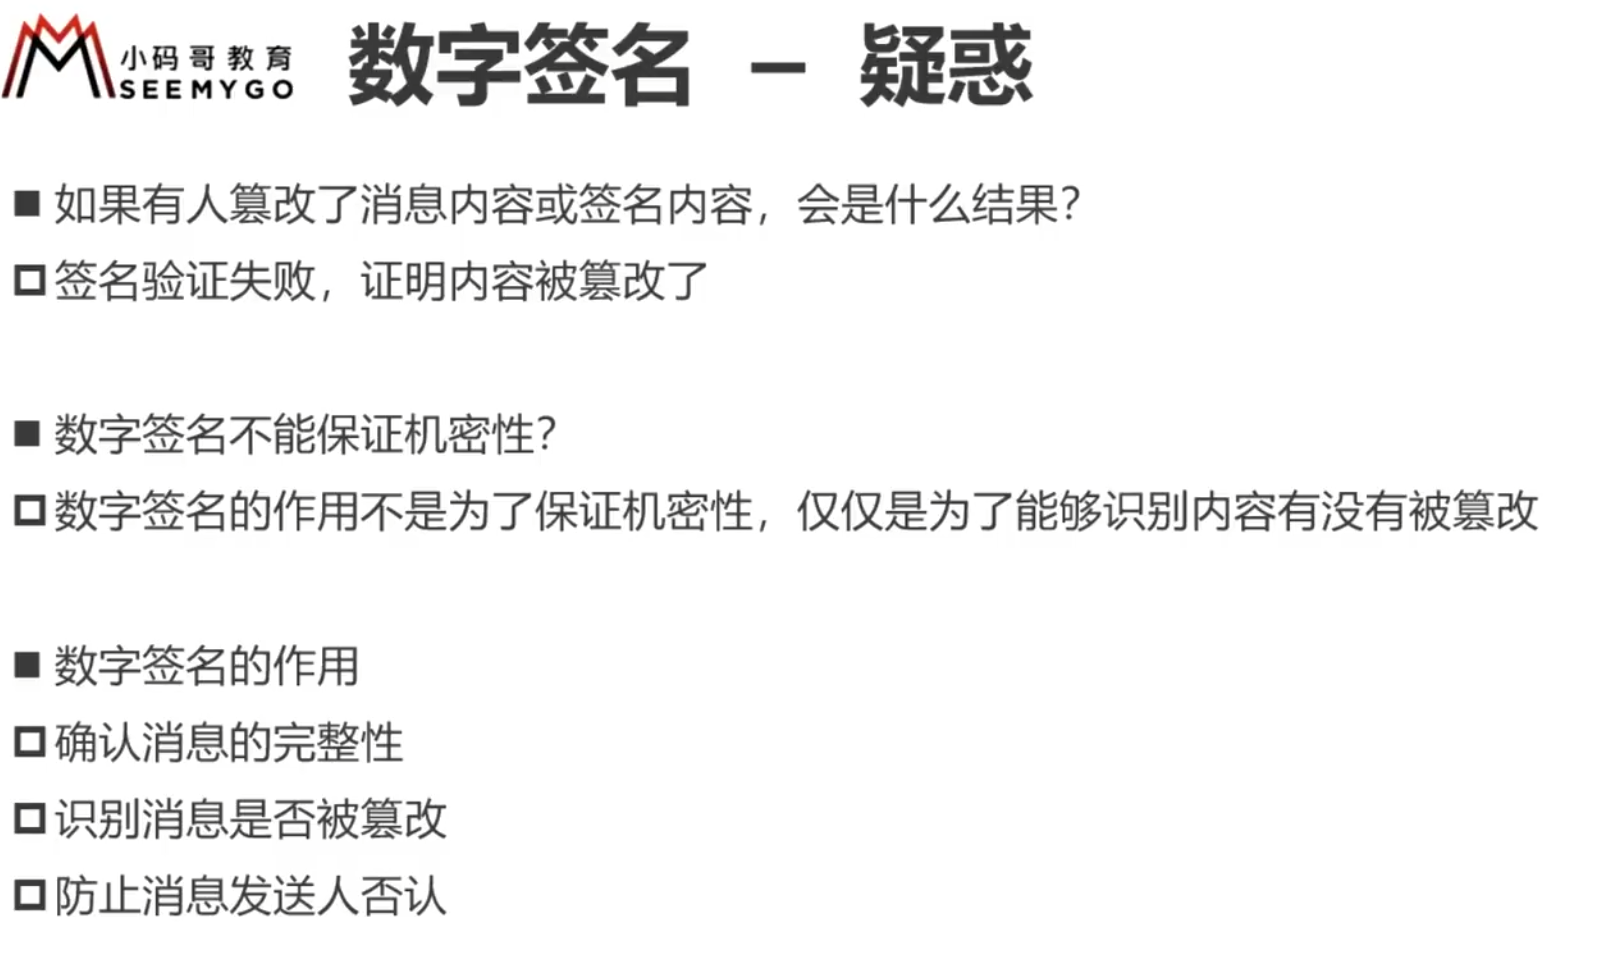 小码哥教育
SEEMYGO
数字签名 – 疑惑
如果有人篡改了消息内容或签名内容，会是什么结果？
签名验证失败，证明内容被篡改了
数字签名不能保证机密性？
数字签名的作用不是为了保证机密性，仅仅是为了能够识别内容有没有被篡改
数字签名的作用
确认消息的完整性
识别消息是否被篡改
防止消息发送人否认